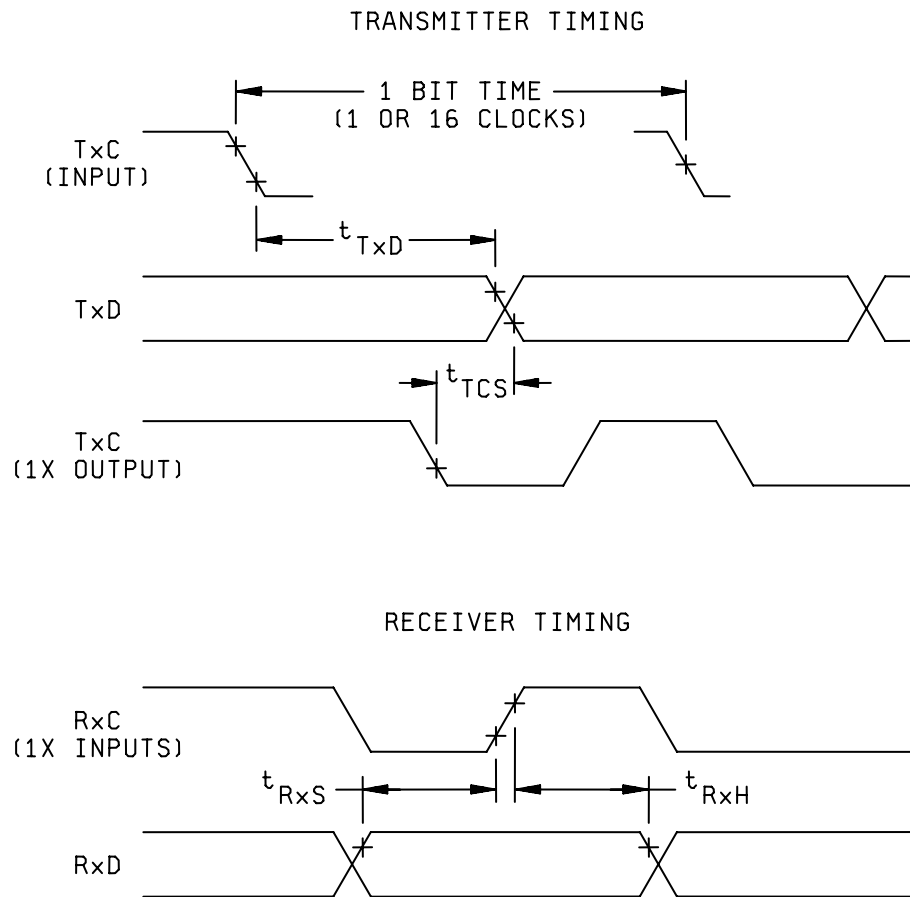 TRANSMITTER TIMING
1 BIT TIME
(1 OR 16 CLOCKS)
TxC
(INPUT)
tTxD
TxD
tTCS
TxC
(1X OUTPUT)
RECEIVER TIMING
RxC
(1X INPUTS)
tRxS
tRxH
RxD